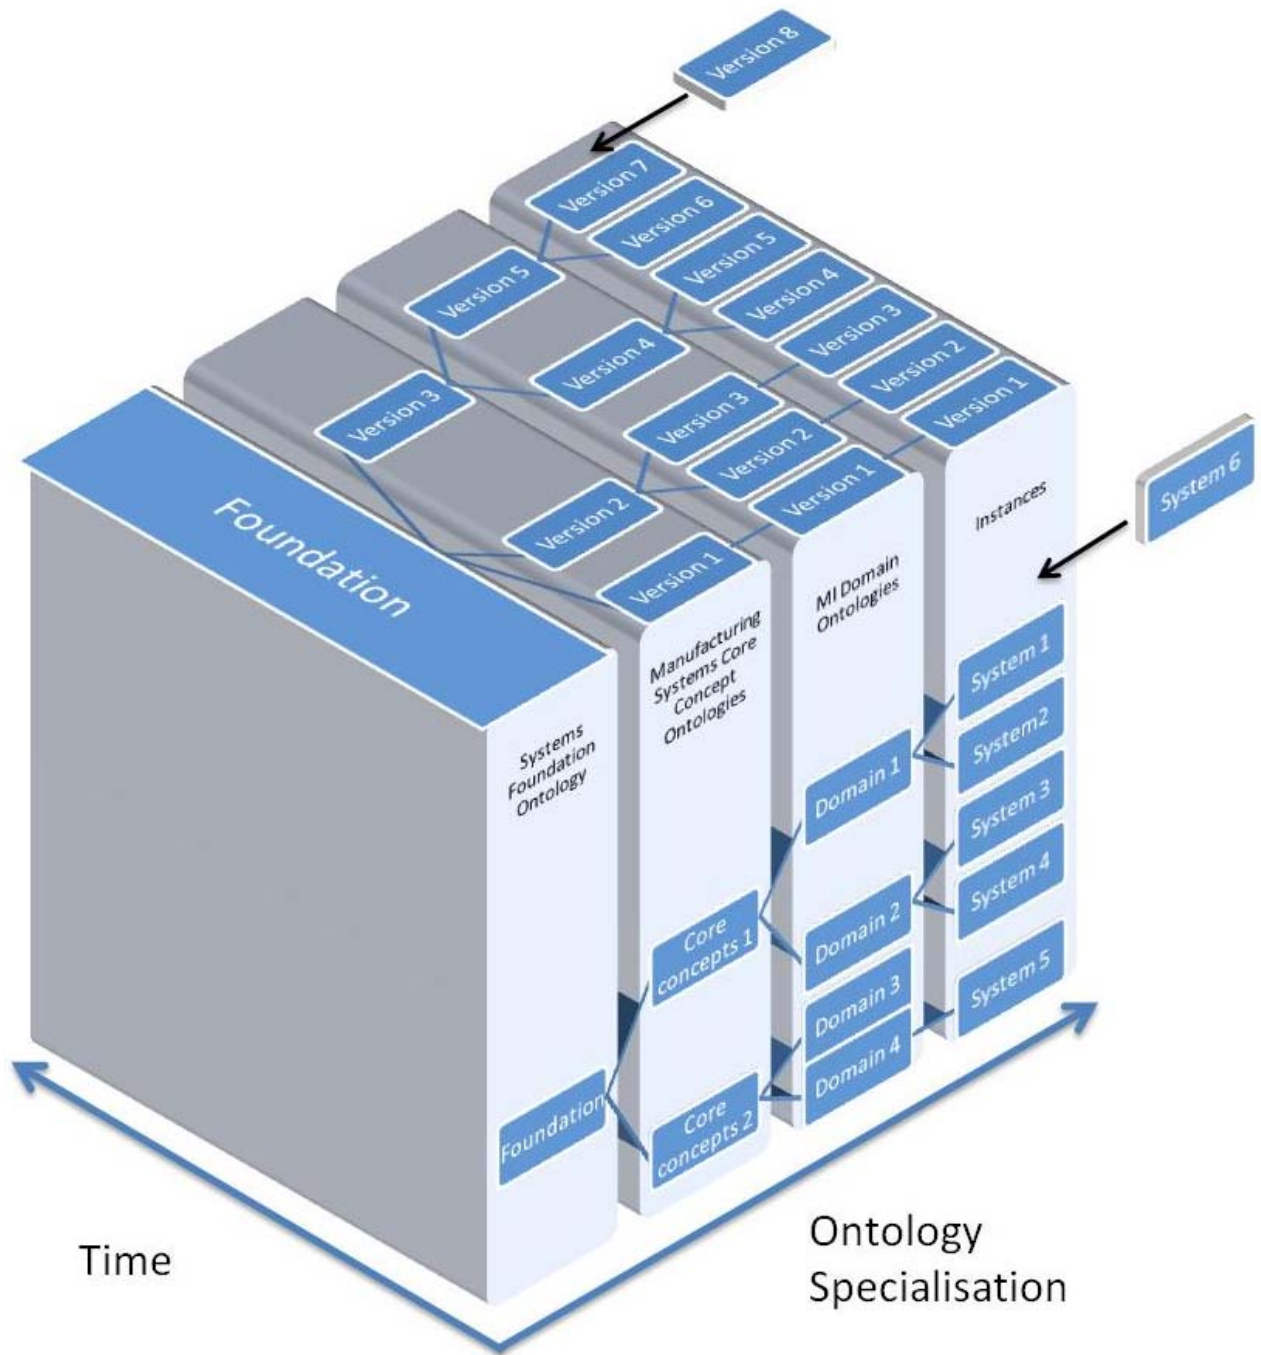 Version 8
Version 7
Version 6
Version 5
Version 4
Version 3
Version 2
Version 1
Version 5
Version 4
Version 3
Version 2
Version 1
Version 3
Version 2
Version 1
Foundation
System 6
Instances
MI Domain
Ontologies
Manufacturing
Systems Core
Concept
Ontologies
Systems
Foundation
Ontology
System 1
System2
System 3
System 4
System 5
Domain 1
Domain 2
Domain 3
Domain 4
Core
concepts 1
Core
concepts 2
Foundation
Time
Ontology
Specialisation